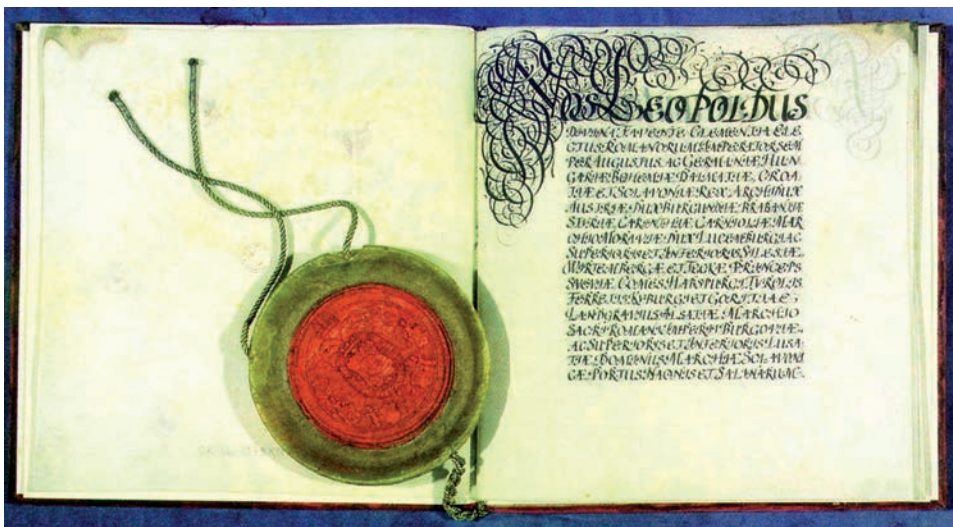 NOS LEOPOLDUS
DIVINA FAVENTE CLEMENTIA ELE
CTUS ROMANORUM IMPERATOR SEM
PER AUGUSTUS AC GERMANIÆ HUN
GARIÆ BOHEMIÆ DALMATIÆ CROA
TIÆ ET SCLAVONIÆ REX ARCHIDUX
AUSTRIÆ DUX BURGUNDIÆ BRABANTIÆ
STYRIÆ CARINTHIÆ CARNIOLIÆ MAR
CHIO MORAVIÆ DUX LUCEMBURGI AC
SUPERIORIS ET INFERIORIS SILESIÆ
WIRTEMBERGÆ ET TECKÆ PRINCEPS
SUEVIÆ COMES HABSPURGI TYROLIS
FERRETIS KYBURGI ET GORITIÆ
LANDGRAVIUS ALSATIÆ MARCHIO
SACRI ROMANI IMPERII BURGOVIÆ
AC SUPERIORIS ET INFERIORIS LUSA
TIÆ DOMINUS MARCHIÆ SCLAVONI
CÆ PORTUS NAONIS ET SALINARUM